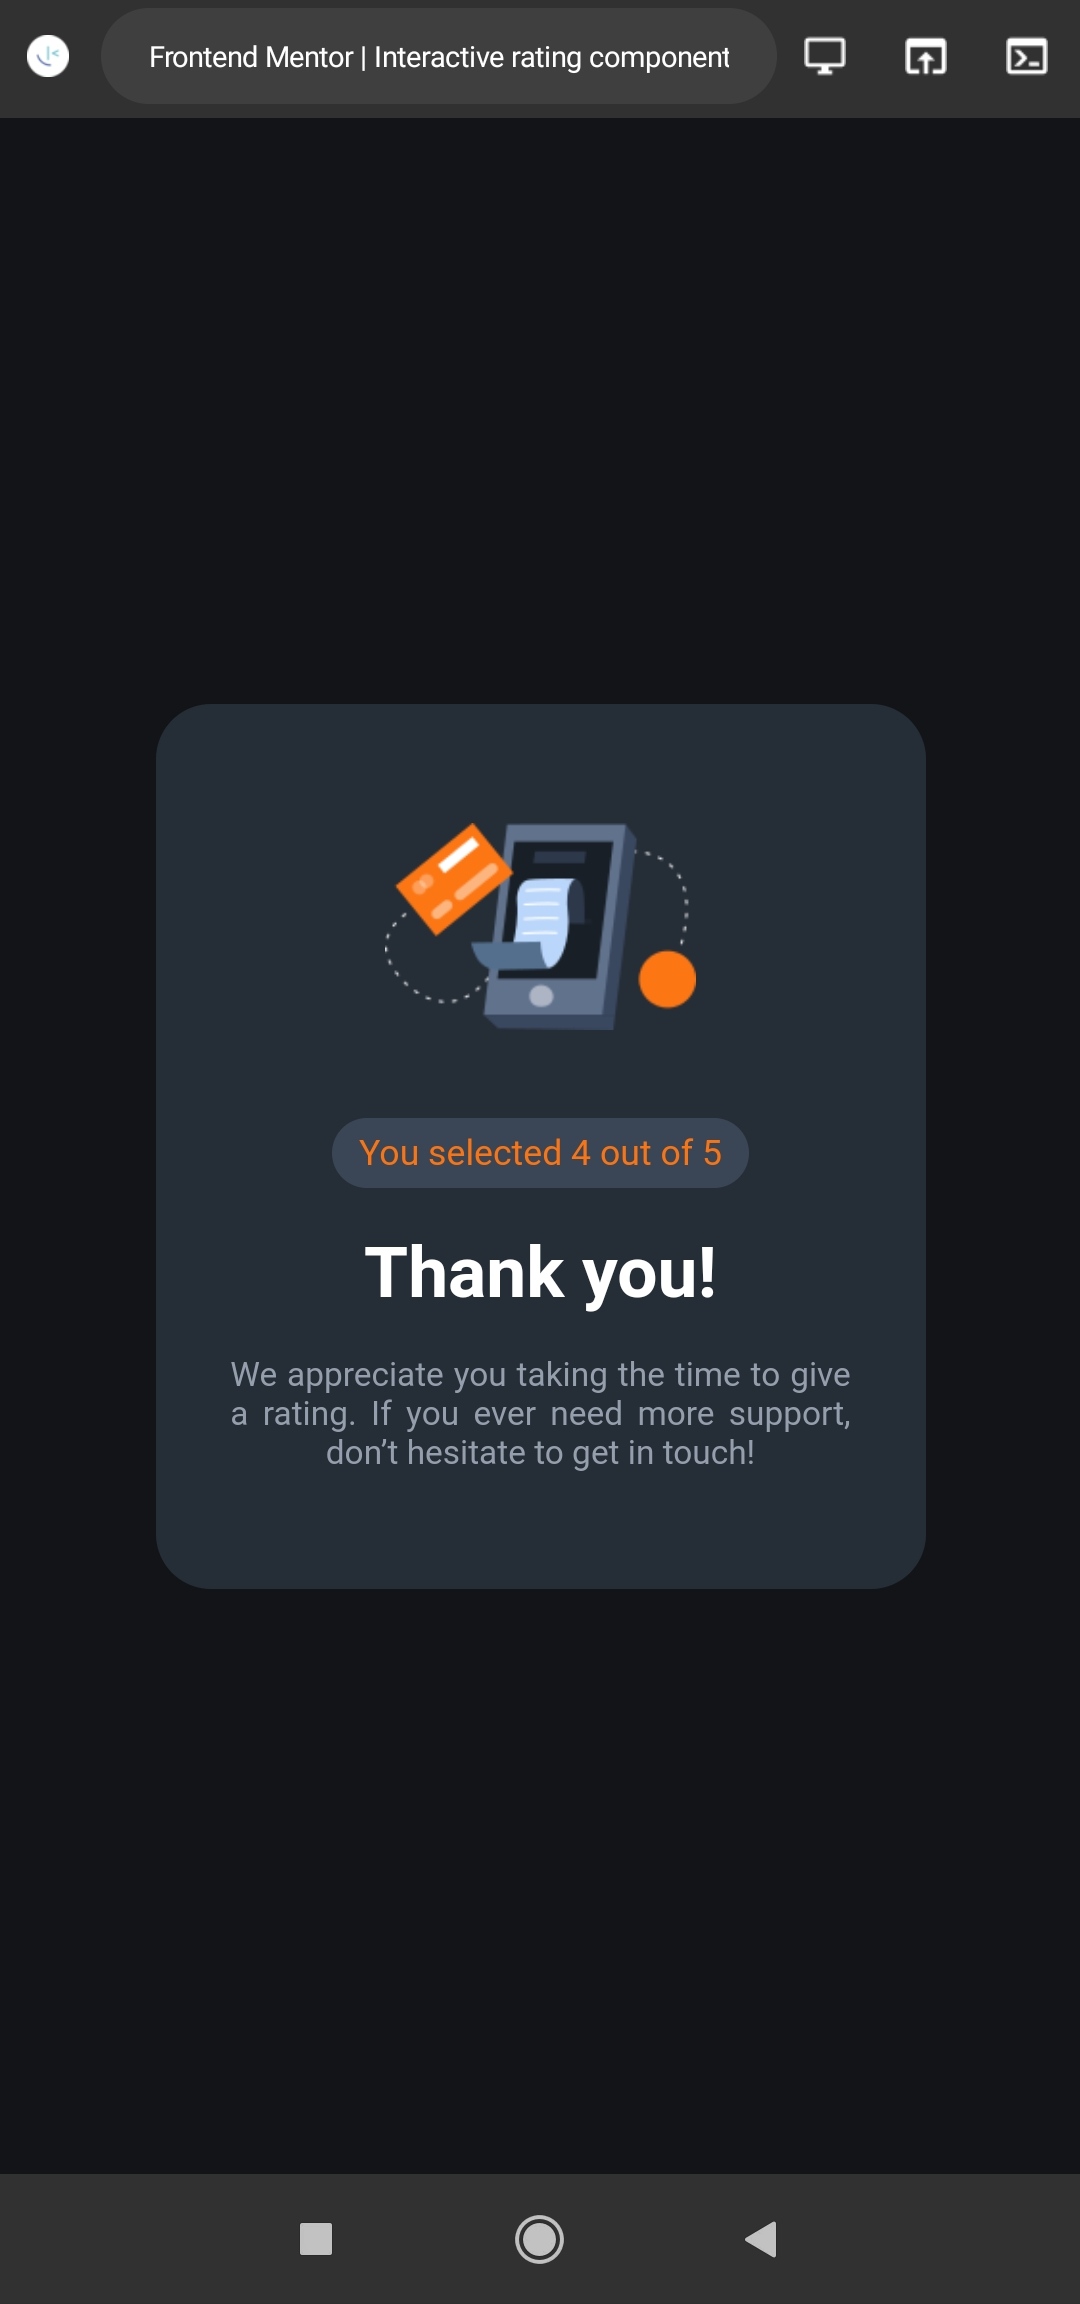 Frontend Mentor | Interactive rating component
You selected 4 out of 5
Thank you!
We appreciate you taking the time to give
a rating. If you ever need more support,
don’t hesitate to get in touch!